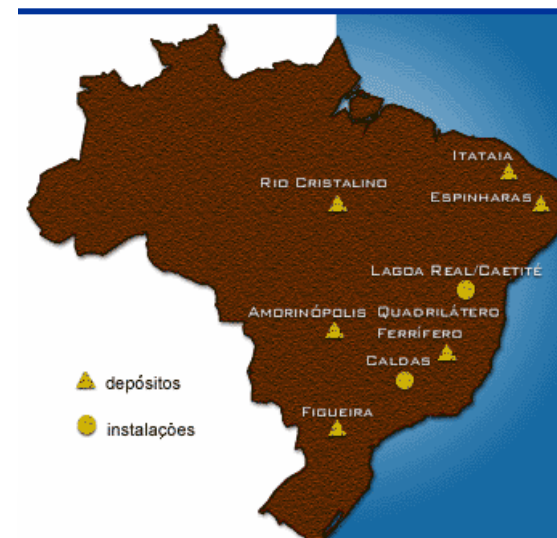 ITATAIA
RIO CRISTALINO
ESPINHARAS
LAGOA REAL/CAETITÉ
AMORINÓPOLIS
QUADRILÁTERO
FERRÍFERO
CALDAS
depósitos
FIGUEIRA
instalações